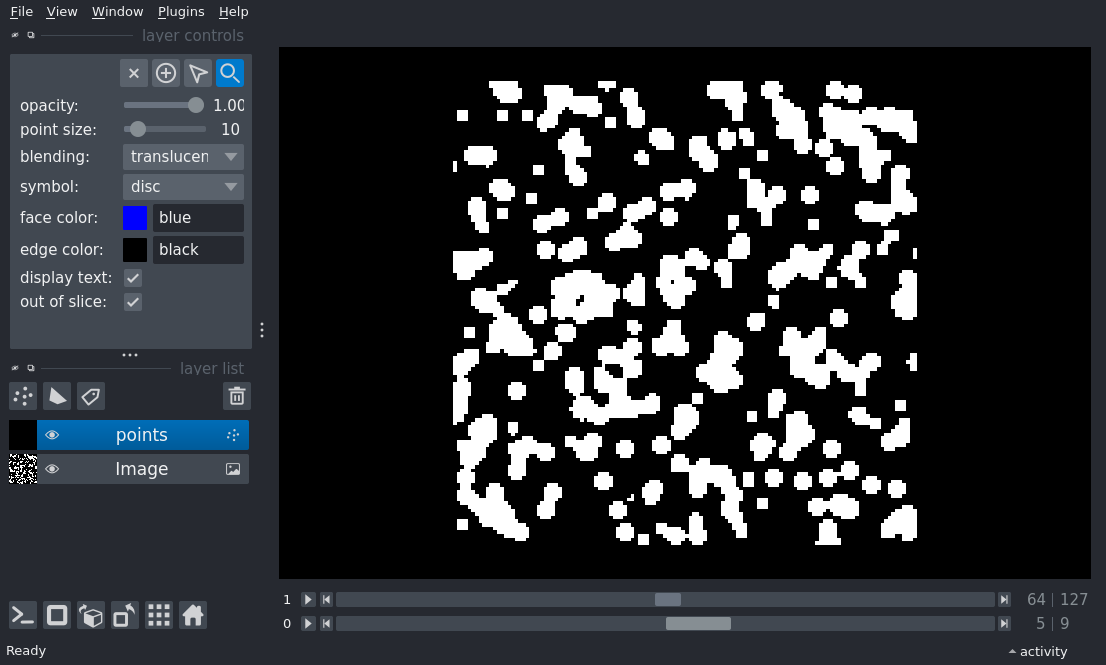 File View Window Plugins Help
layer controls
opacity: 1.00
point size: 10
blending: translucen
symbol: disc
face color: blue
edge color: black
display text:
out of slice:
layer list
points
Image
1 64 | 127
0 5 | 9
Ready activity